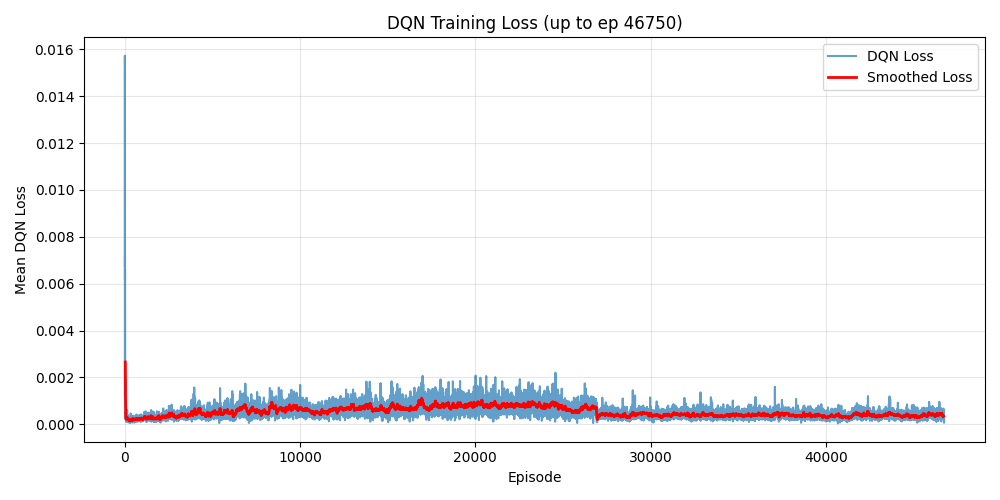 DQN Training Loss (up to ep 46750)
DQN Loss
Smoothed Loss
Mean DQN Loss
0.016
0.014
0.012
0.010
0.008
0.006
0.004
0.002
0.000
0 10000 20000 30000 40000
Episode